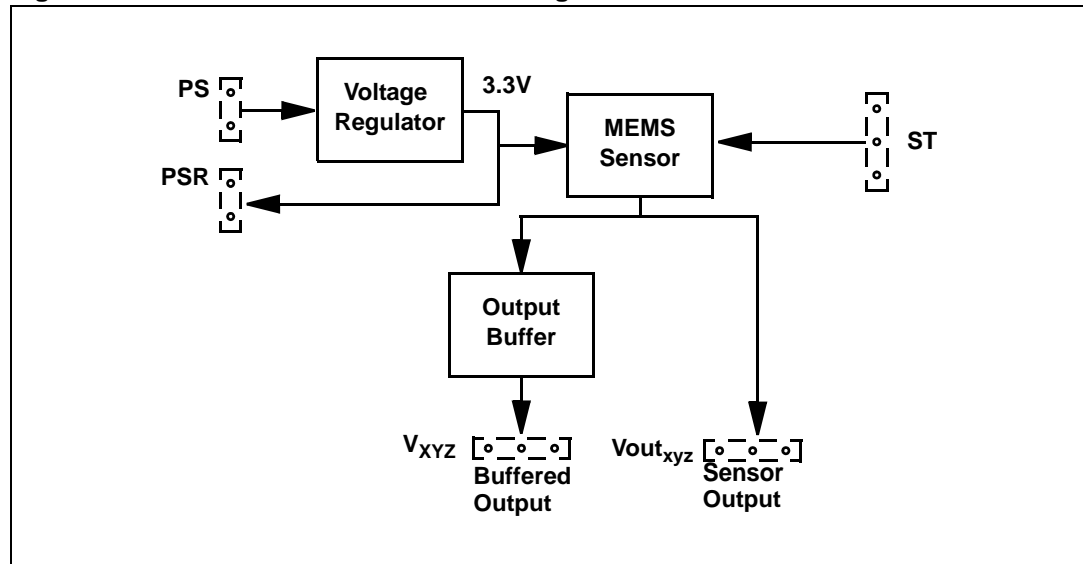 PS
Voltage
Regulator
3.3V
MEMS
Sensor
ST
PSR
Output
Buffer
VXYZ
Buffered
Output
Voutxyz
Sensor
Output